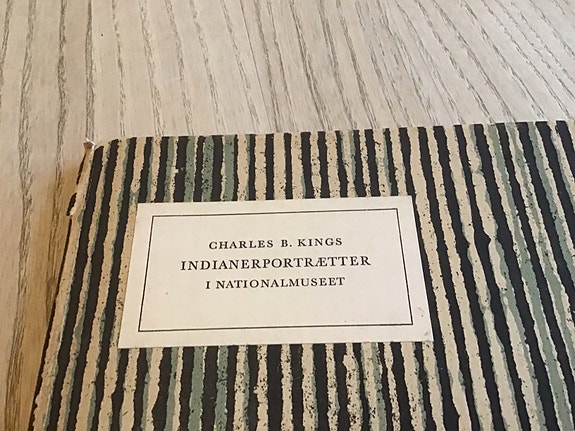 CHARLES B. KINGS
INDIANERPORTRÆTTER
I NATIONALMUSEET